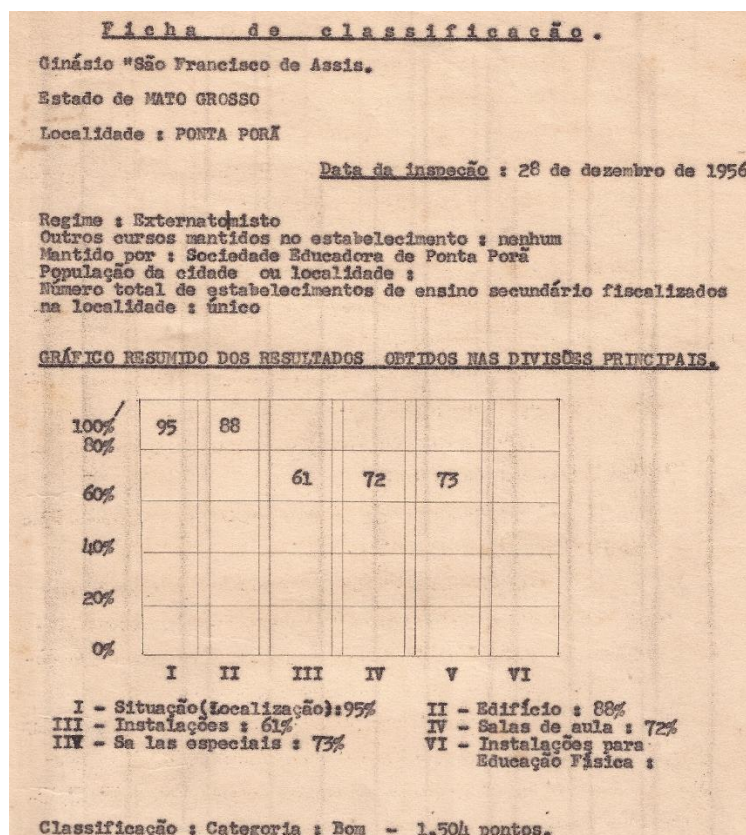 Ficha de classificação.
Ginásio "São Francisco de Assis.
Estado de MATO GROSSO
Localidade : PONTA PORÃ
Data da inspecão : 28 de dezembro de 1956
Regime : Externatomisto
Outros cursos mantidos no estabelecimento : nenhum
Mantido por : Sociedade Educadora de Ponta Porã
População da cidade ou localidade :
Número total de estabelecimentos de ensino secundário fiscalizados
na localidade : único
GRÁFICO RESUMIDO DOS RESULTADOS OBTIDOS NAS DIVISÕES PRINCIPAIS.
100% 95 88
80%
61 72 73
60%
40%
20%
0%
I II III IV V VI
I - Situação(Localização):95% II - Edifício : 88%
III - Instalações : 61% IV - Salas de aula : 72%
IIV - Sa las especiais : 73% VI - Instalações para
Educação Física :
Classificação : Categoria : Bom - 1.504 pontos.